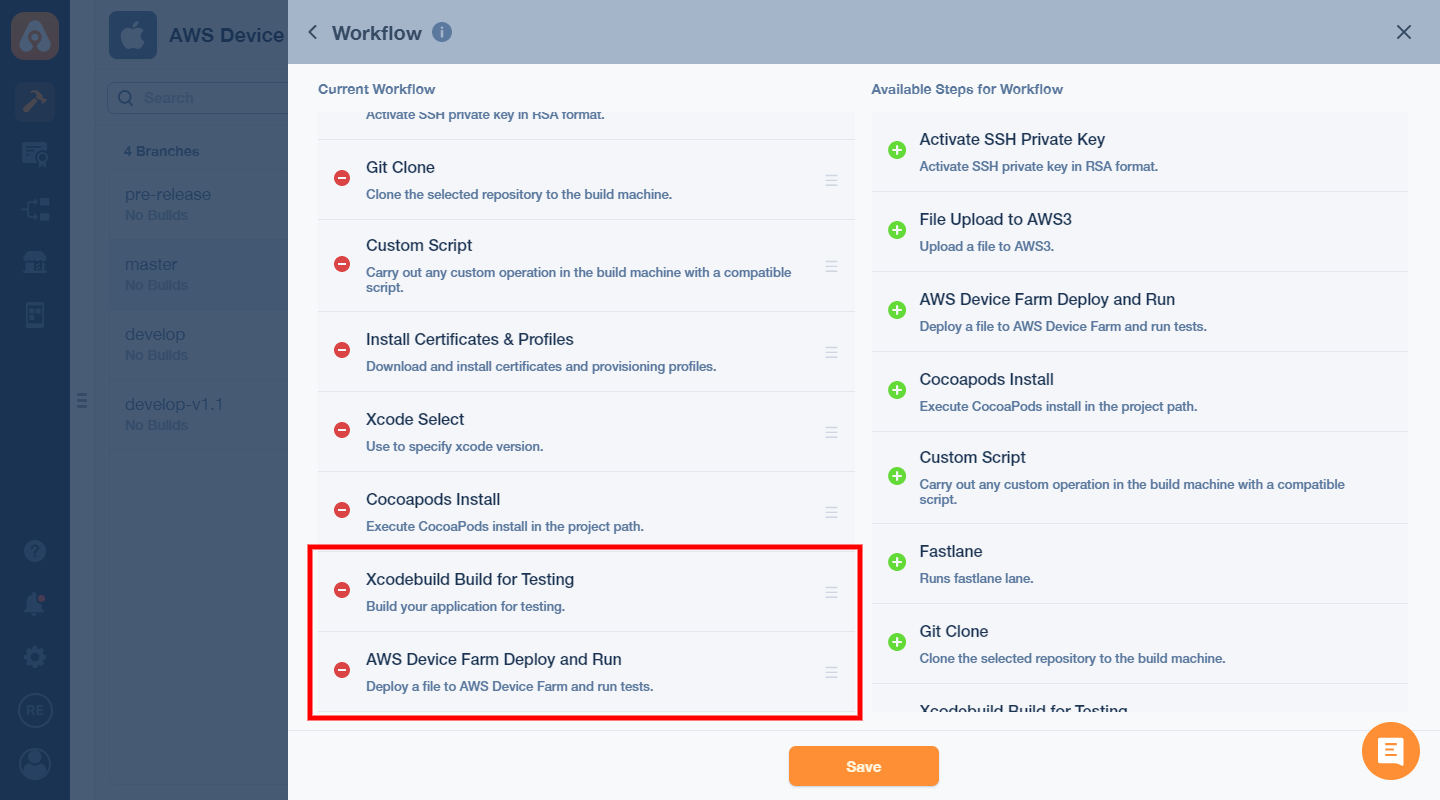 AWS Device
Search
4 Branches
pre-release
No Builds
master
No Builds
develop
No Builds
develop-v1.1
No Builds
RE
Workflow
Current Workflow
Activate SSH private key in RSA format.
Git Clone
Clone the selected repository to the build machine.
Custom Script
Carry out any custom operation in the build machine with a compatible
script.
Install Certificates & Profiles
Download and install certificates and provisioning profiles.
Xcode Select
Use to specify xcode version.
Cocoapods Install
Execute CocoaPods install in the project path.
Xcodebuild Build for Testing
Build your application for testing.
AWS Device Farm Deploy and Run
Deploy a file to AWS Device Farm and run tests.
Available Steps for Workflow
Activate SSH Private Key
Activate SSH private key in RSA format.
File Upload to AWS3
Upload a file to AWS3.
AWS Device Farm Deploy and Run
Deploy a file to AWS Device Farm and run tests.
Cocoapods Install
Execute CocoaPods install in the project path.
Custom Script
Carry out any custom operation in the build machine with a compatible
script.
Fastlane
Runs fastlane lane.
Git Clone
Clone the selected repository to the build machine.
Xcodebuild Build for Testing
Save